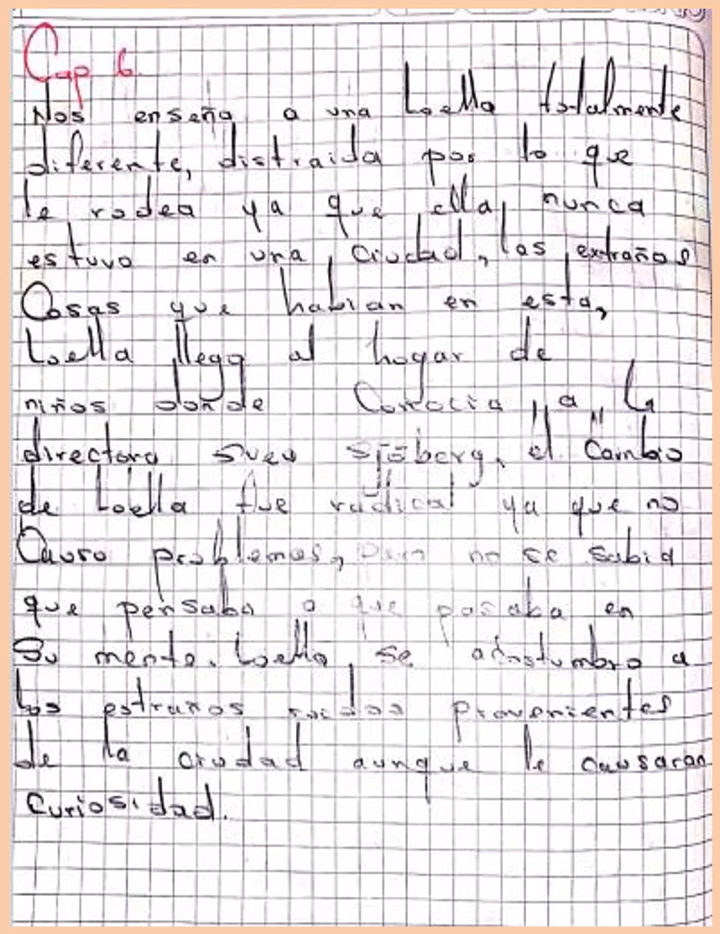 Cap 6.
Nos enseña a una Loella totalmente
diferente, distraida por lo que
le rodea ya que ella, nunca
estuvo en una ciudad, las extrañas
Cosas que habian en esta,
Loella llega al hogar de
niños donde Conocia a la
directora Sven Sjöberg, el Cambio
de Loella fue radical ya que no
Causo problemas, pero no se sabia
que pensaba o que pasaba en
Su mente. Loella se acostumbro a
los estraños ruidos provenientes
de la ciudad aunque le causaran
Curiosidad.